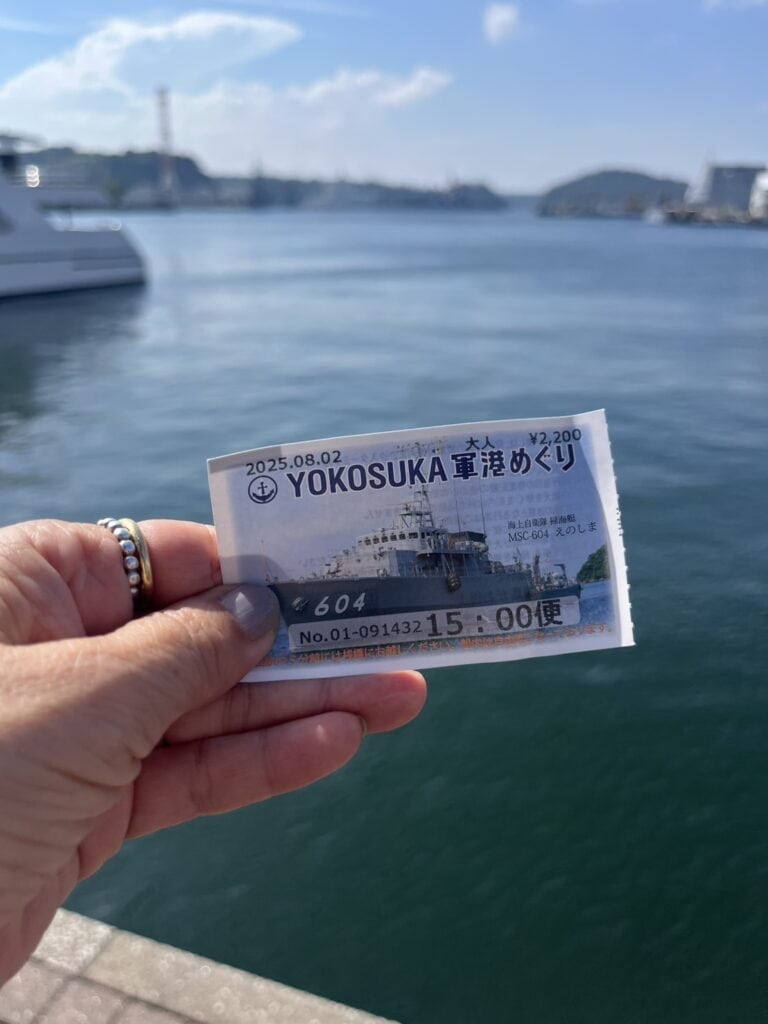 2025.08.02
大人 ¥2,200
YOKOSUKA 軍港めぐり
海上自衛隊 掃海艇
MSC-604 えのしま
604
No.01-091432 15：00便